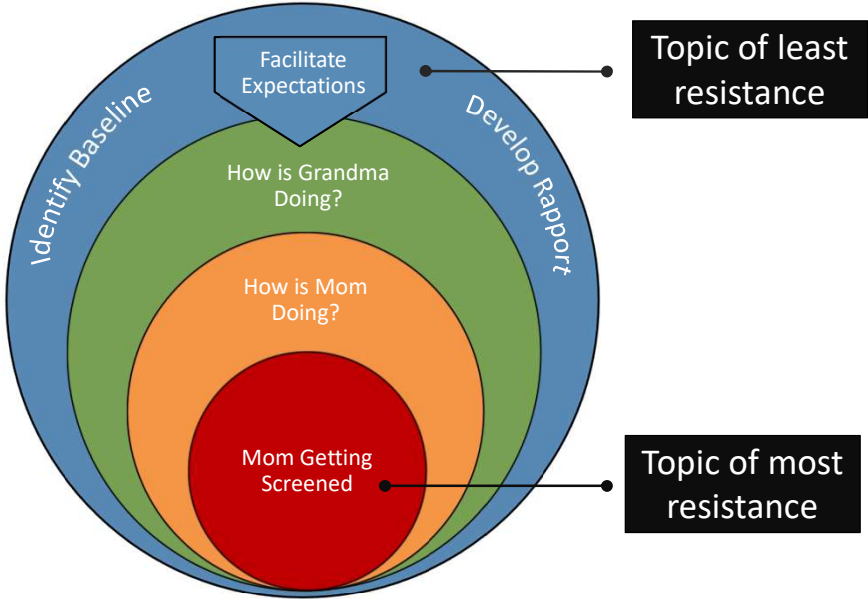 Facilitate
Expectations
Topic of least
resistance
Identify Baseline
Develop Rapport
How is Grandma
Doing?
How is Mom
Doing?
Mom Getting
Screened
Topic of most
resistance